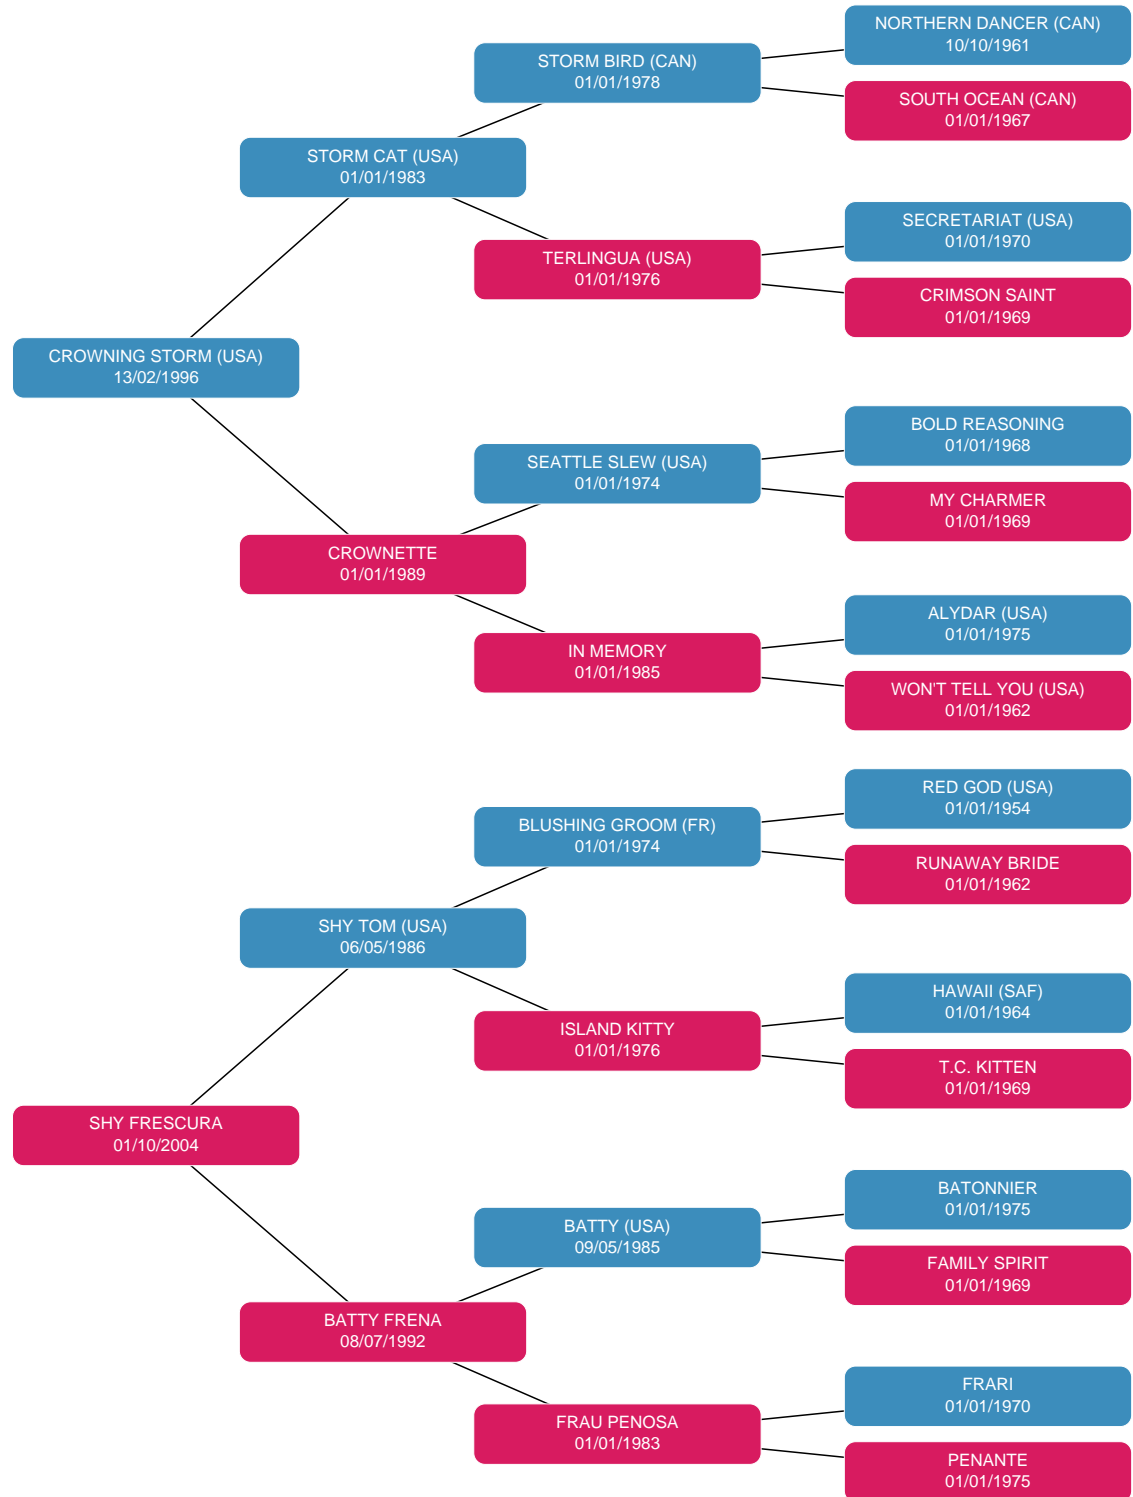 NORTHERN DANCER (CAN)
10/10/1961
STORM BIRD (CAN)
01/01/1978
SOUTH OCEAN (CAN)
01/01/1967
STORM CAT (USA)
01/01/1983
SECRETARIAT (USA)
01/01/1970
TERLINGUA (USA)
01/01/1976
CRIMSON SAINT
01/01/1969
CROWNING STORM (USA)
13/02/1996
BOLD REASONING
01/01/1968
SEATTLE SLEW (USA)
01/01/1974
MY CHARMER
01/01/1969
CROWNETTE
01/01/1989
ALYDAR (USA)
01/01/1975
IN MEMORY
01/01/1985
WON'T TELL YOU (USA)
01/01/1962
RED GOD (USA)
01/01/1954
BLUSHING GROOM (FR)
01/01/1974
RUNAWAY BRIDE
01/01/1962
SHY TOM (USA)
06/05/1986
HAWAII (SAF)
01/01/1964
ISLAND KITTY
01/01/1976
T.C. KITTEN
01/01/1969
SHY FRESCURA
01/10/2004
BATONNIER
01/01/1975
BATTY (USA)
09/05/1985
FAMILY SPIRIT
01/01/1969
BATTY FRENA
08/07/1992
FRARI
01/01/1970
FRAU PENOSA
01/01/1983
PENANTE
01/01/1975